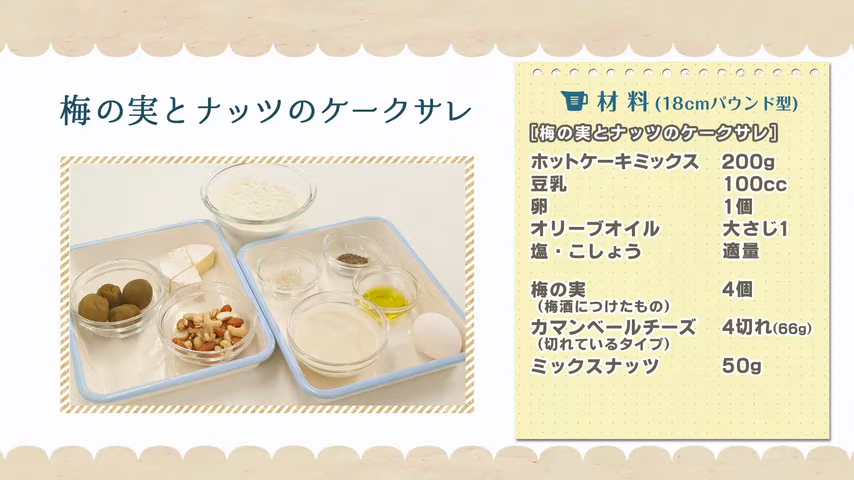 梅の実とナッツのケークサレ
材料(18cmパウンド型)
[梅の実とナッツのケークサレ]
ホットケーキミックス 200g
豆乳 100cc
卵 1個
オリーブオイル 大さじ1
塩・こしょう 適量
梅の実 4個
(梅酒につけたもの)
カマンベールチーズ 4切れ(66g)
(切れているタイプ)
ミックスナッツ 50g